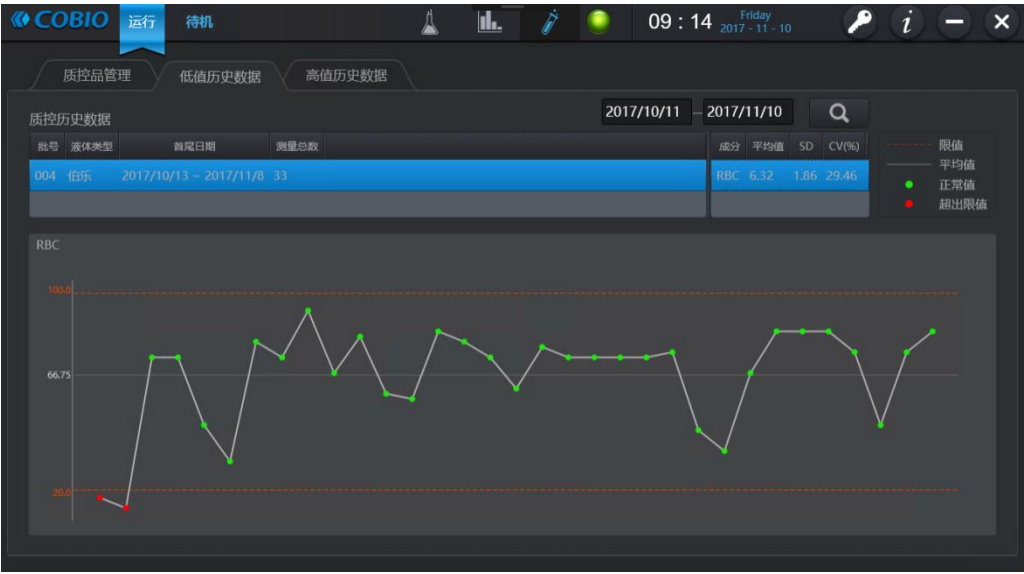 COBIO 运行 待机 09 : 14 Friday
2017 - 11 - 10
质控品管理 低值历史数据 高值历史数据
质控历史数据 2017/10/11 – 2017/11/10
批号 液体类型 首尾日期 测量总数 成分 平均值 SD CV(%)
004 伯乐 2017/10/13 ~ 2017/11/8 33 RBC 6.32 1.86 29.46
限值
平均值
正常值
超出限值
RBC
100.0
66.75
20.0